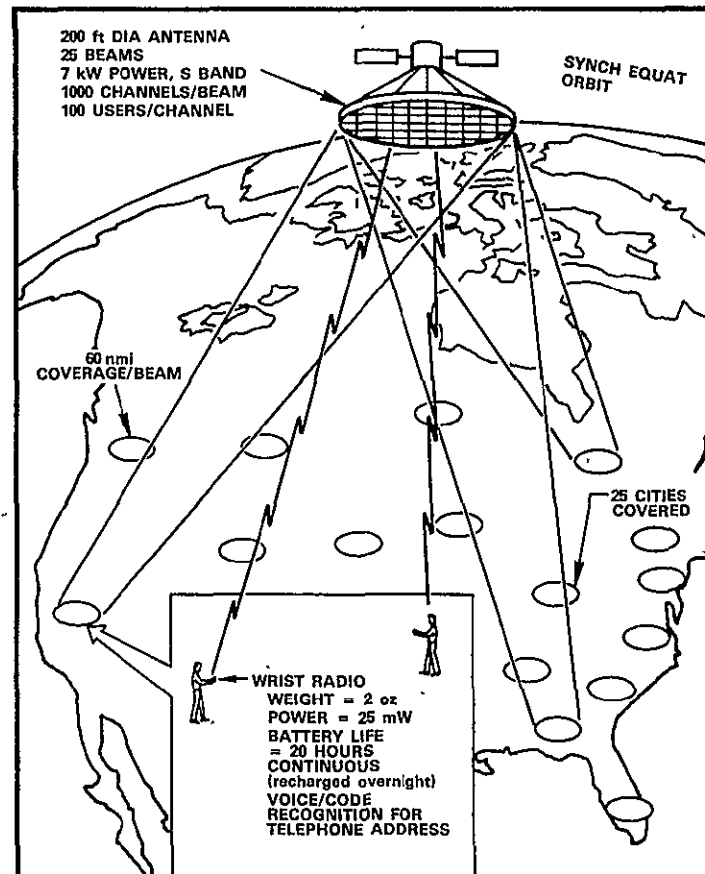 200 ft DIA ANTENNA
25 BEAMS
7 kW POWER, S BAND
1000 CHANNELS/BEAM
100 USERS/CHANNEL
SYNCH EQUAT
ORBIT
60 nmi
COVERAGE/BEAM
25 CITIES
COVERED
WRIST RADIO
WEIGHT = 2 oz
POWER = 25 mW
BATTERY LIFE
= 20 HOURS
CONTINUOUS
(recharged overnight)
VOICE/CODE
RECOGNITION FOR
TELEPHONE ADDRESS